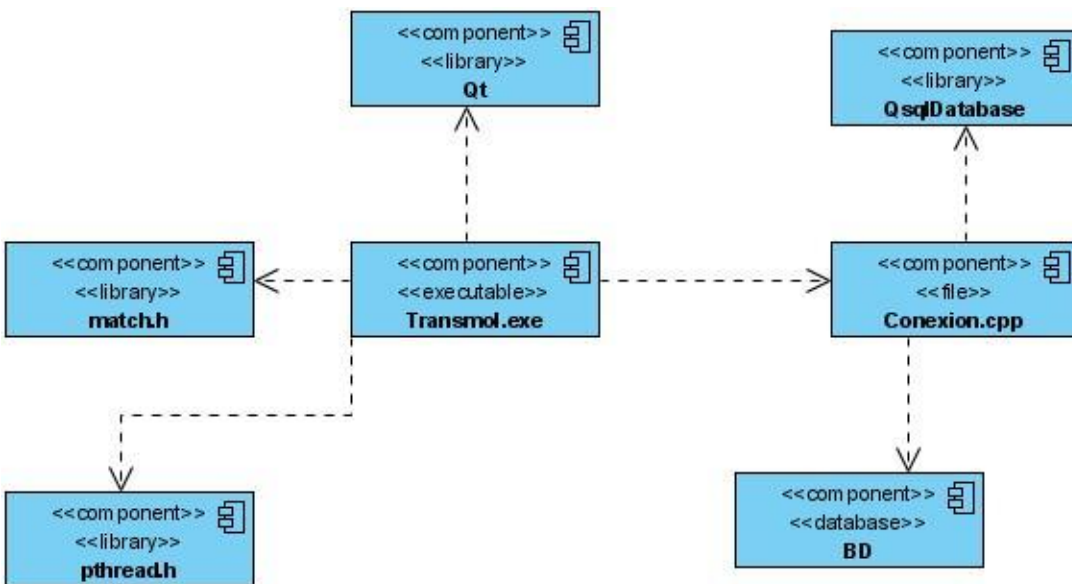 <<component>>
<<library>>
Qt
<<component>>
<<library>>
QsqlDatabase
<<component>>
<<library>>
match.h
<<component>>
<<executable>>
Transmol.exe
<<component>>
<<file>>
Conexion.cpp
<<component>>
<<library>>
pthread.h
<<component>>
<<database>>
BD